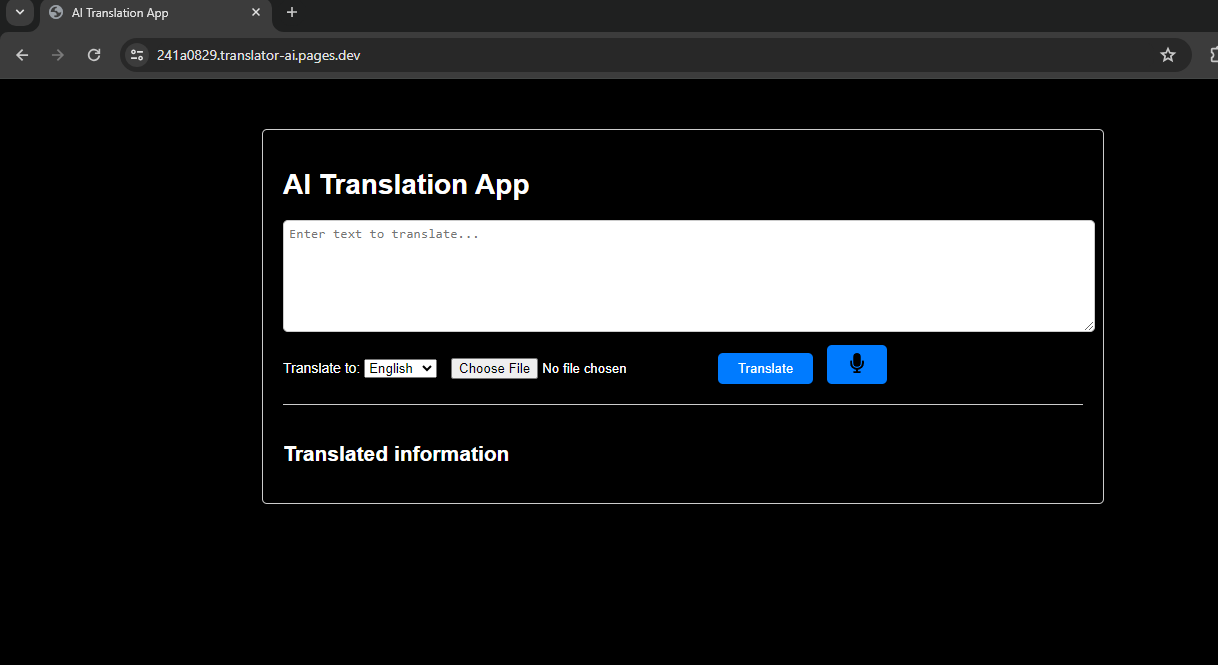 AI Translation App
241a0829.translator-ai.pages.dev
AI Translation App
Enter text to translate...
Translate to: English Choose File No file chosen Translate
Translated information